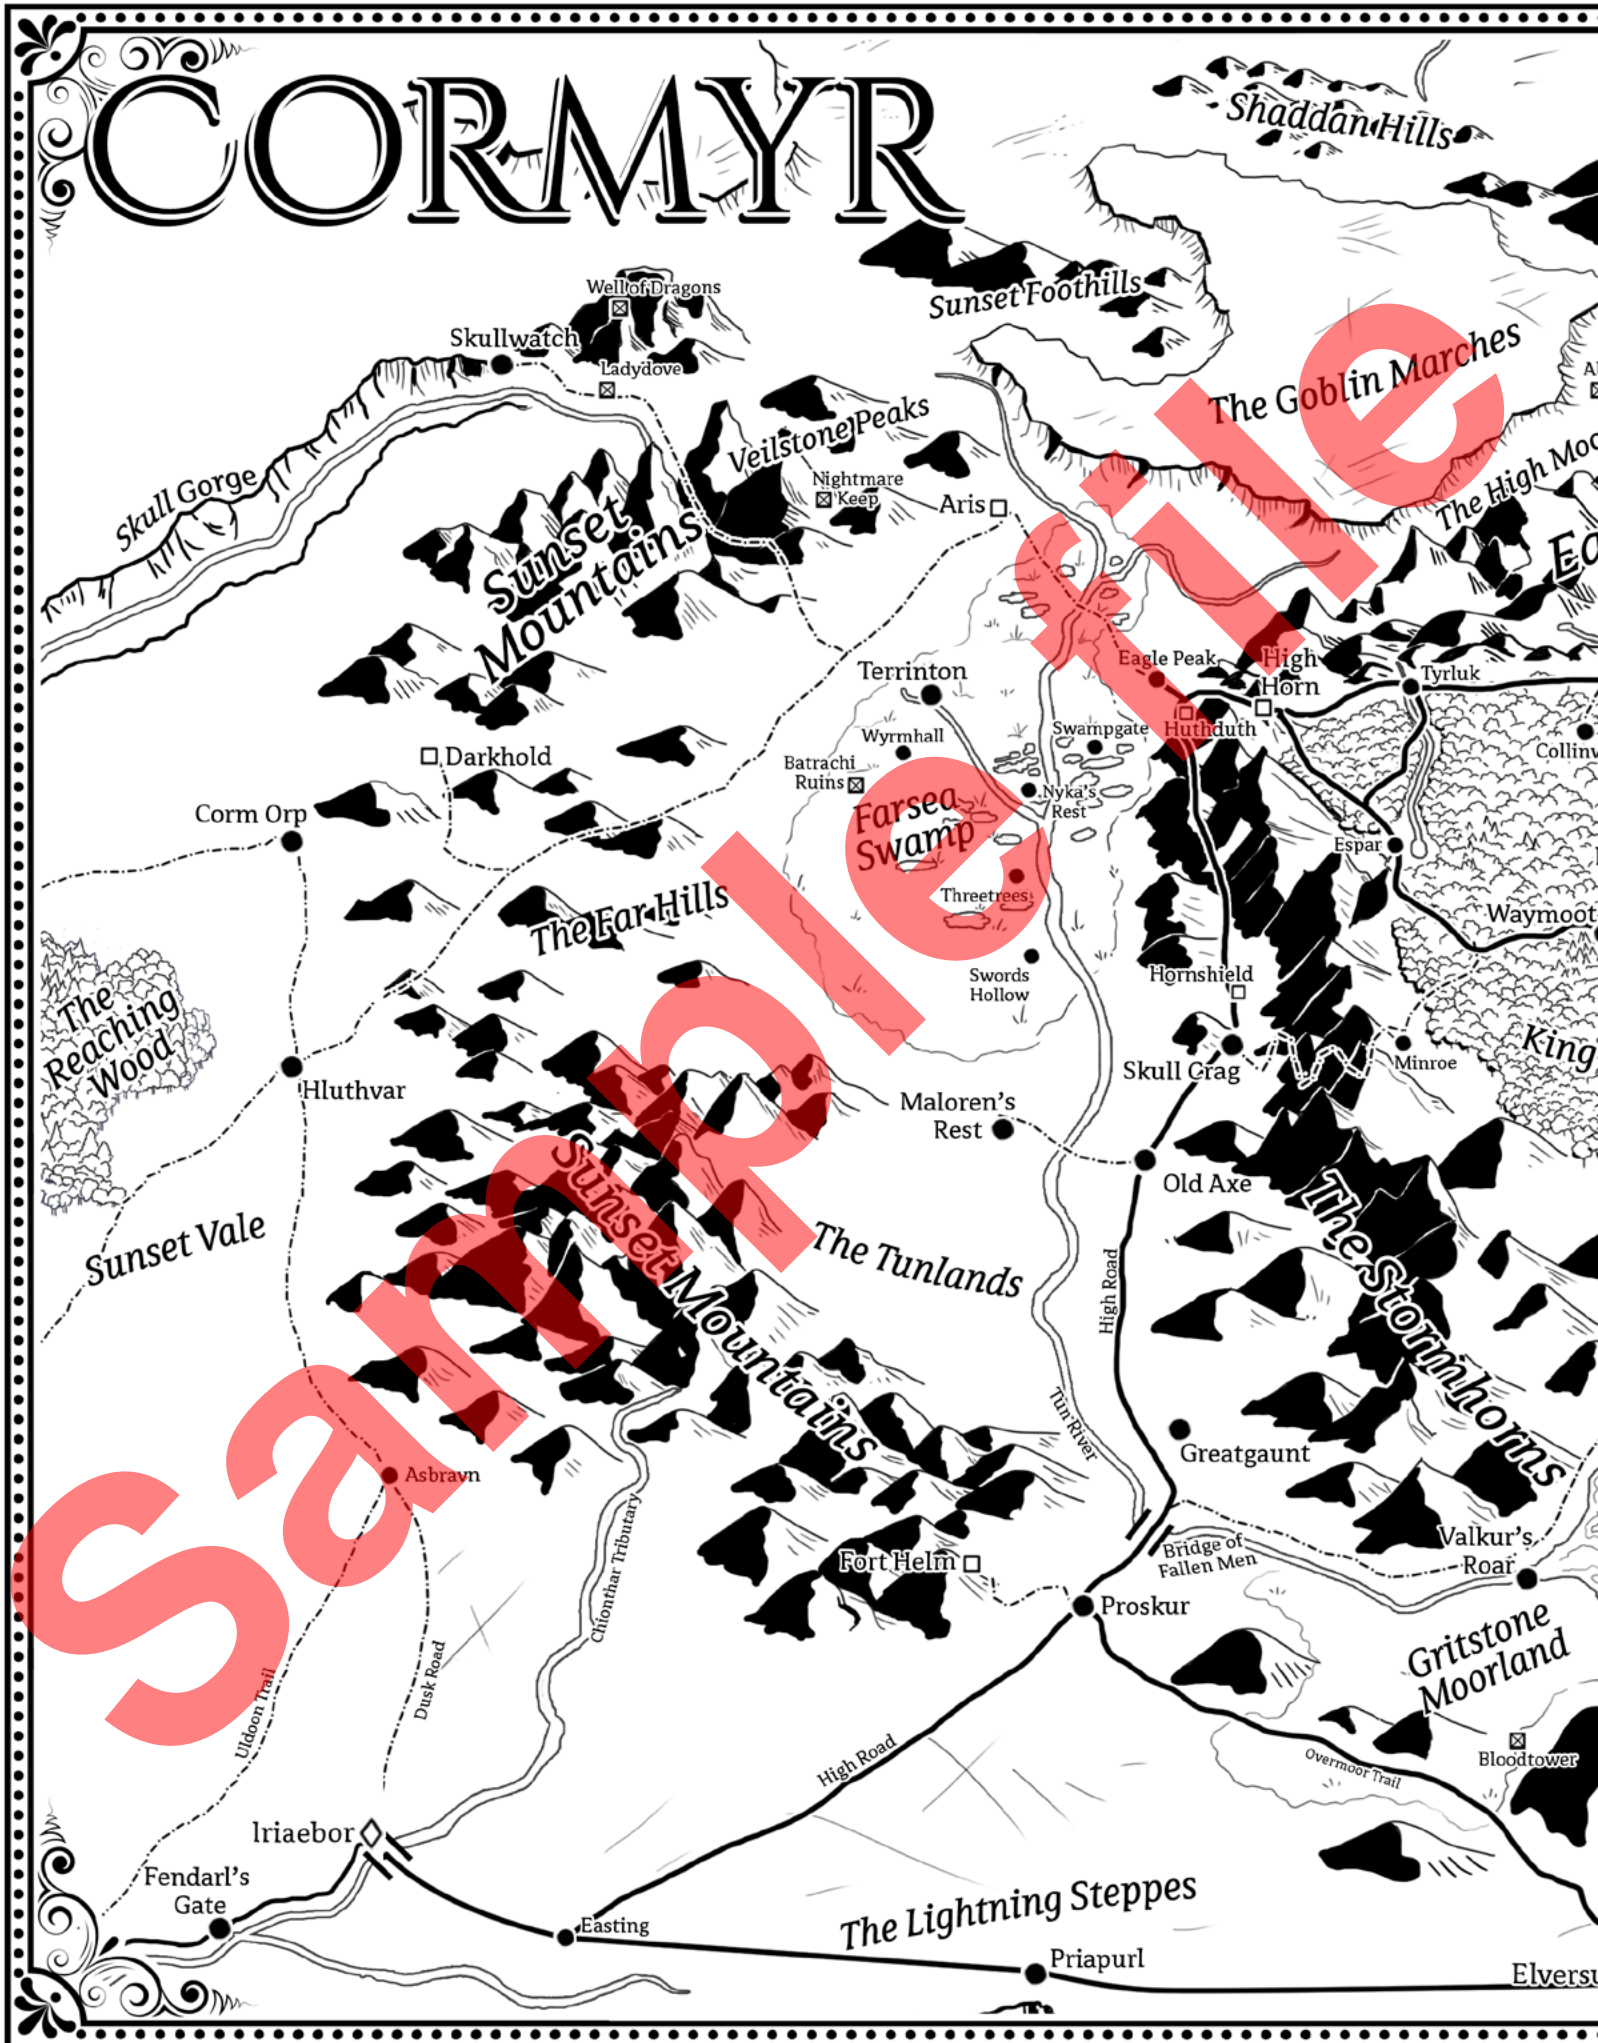 CORMYR
Shaddan Hills
Well of Dragons
Sunset Foothills
Skullwatch
Ladydove
The Goblin Marches
Veilstone Peaks
Skull Gorge
Nightmare
Keep
Aris
The High Moo
Sunset
Mountains
Ea
Eagle Peak
High
Horn
Tyrluk
Terrinton
Huthduth
Swampgate
Wyrmhall
Collinw
Darkhold
Batrachi
Ruins
Nyka's
Rest
Farsea
Swamp
Corm Orp
Espar
Threetrees
The Far Hills
Waymoot
Swords
Hollow
Hornshield
The
Reaching
Wood
King
Skull Crag
Minroe
Hluthvar
Maloren's
Rest
Old Axe
Sunset Vale
Sunset Mountains
The Tunlands
High Road
The Stormhorns
Tun River
Greatgaunt
Asbravn
Chionthar Tributary
Fort Helm
Bridge of
Fallen Men
Valkur's
Roar
Proskur
Gritstone
Moorland
Uldoon Trail
Dusk Road
High Road
Overmoor Trail
Bloodtower
Iriaebor
Fendarl's
Gate
Easting
The Lightning Steppes
Priapurl
Elversu
Sample file